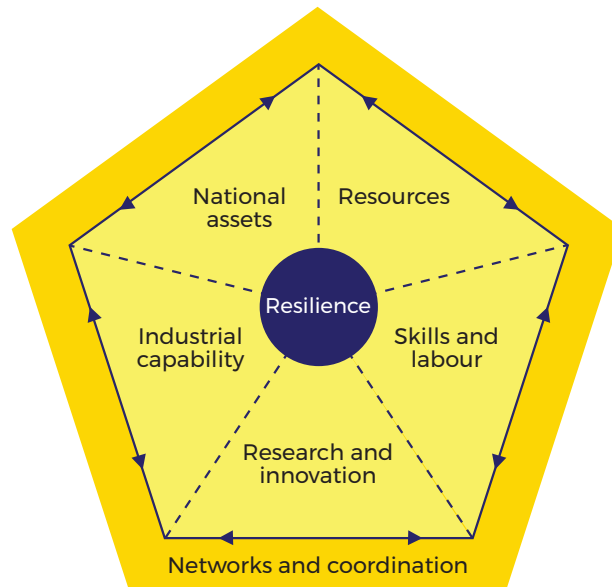 National
assets
Resources
Resilience
Industrial
capability
Skills and
labour
Research and
innovation
Networks and coordination